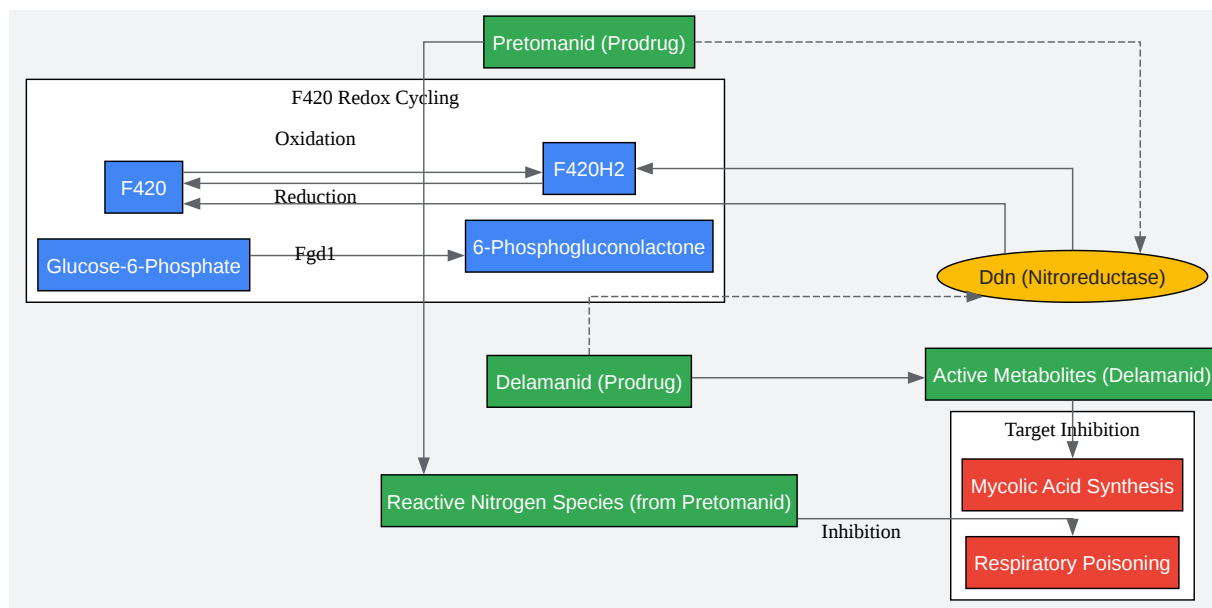 Pretomanid (Prodrug)
F420 Redox Cycling
Oxidation
F420
F420H2
Reduction
Glucose-6-Phosphate
Fgd1
6-Phosphogluconolactone
Ddn (Nitroreductase)
Delamanid (Prodrug)
Active Metabolites (Delamanid)
Target Inhibition
Mycolic Acid Synthesis
Reactive Nitrogen Species (from Pretomanid)
Inhibition
Respiratory Poisoning